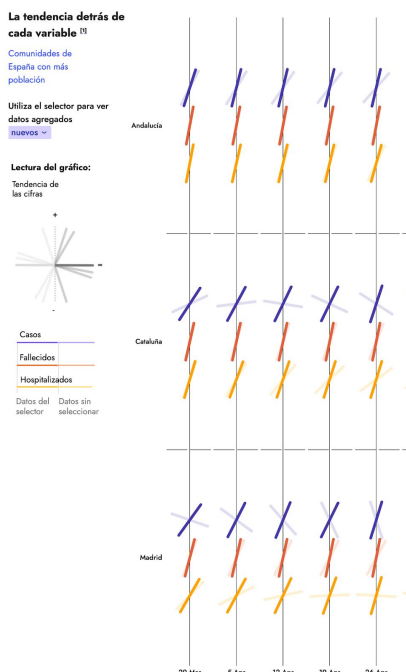 La tendencia detrás de
cada variable [1]
Comunidades de
España con más
población
Utiliza el selector para ver
datos agregados
nuevos
Lectura del gráfico:
Tendencia de
las cifras
+
=
-
Casos
Fallecidos
Hospitalizados
Datos del selector
Datos sin seleccionar
Andalucía
Cataluña
Madrid